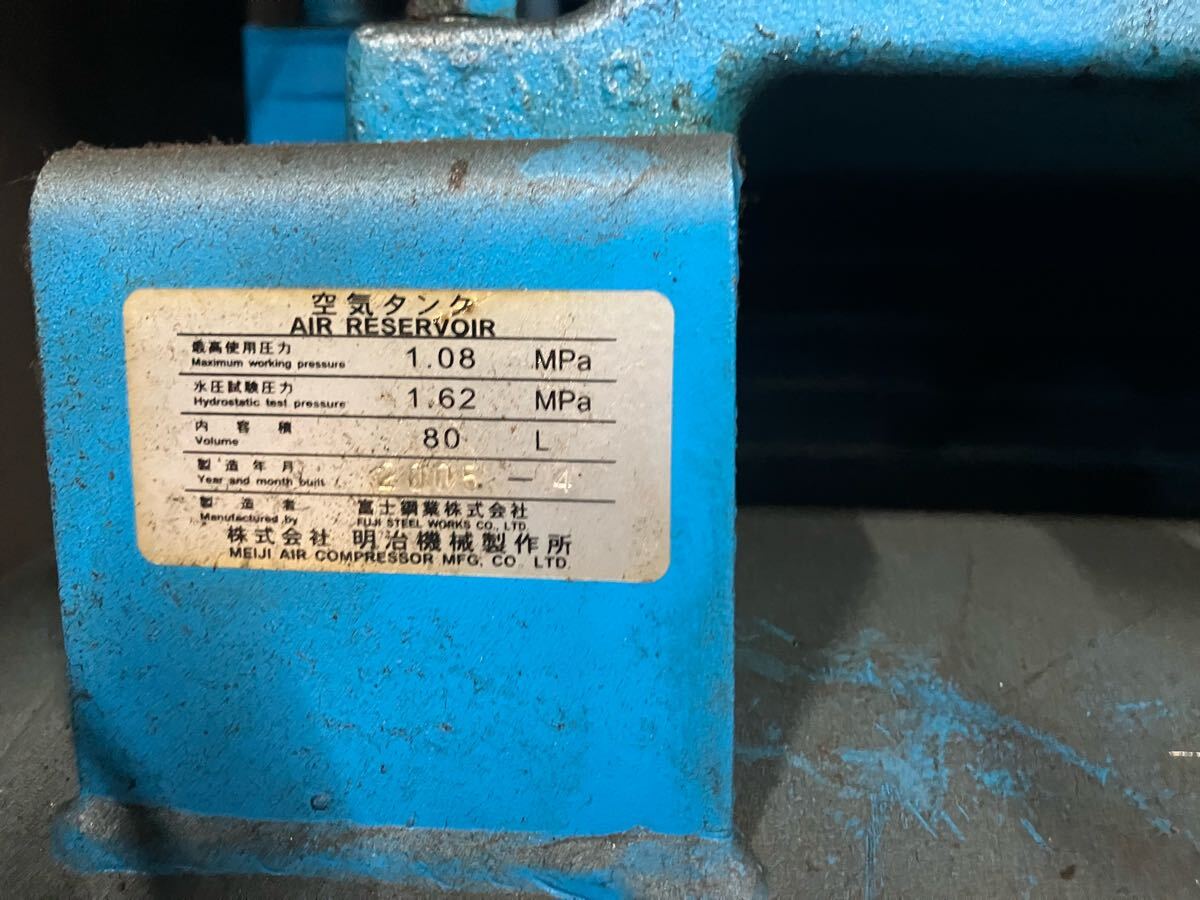 空気タンク
AIR RESERVOIR
最高使用圧力 1.08 MPa
Maximum working pressure
水圧試験圧力 1.62 MPa
Hydrostatic test pressure
内容積 80 L
Volume
製造年月 - 4
Year and month built
製造者 富士鋼業株式会社
Manufactured by FUJI STEEL WORKS CO., LTD.
株式会社 明治機械製作所
MEIJI AIR COMPRESSOR MFG, CO. LTD.